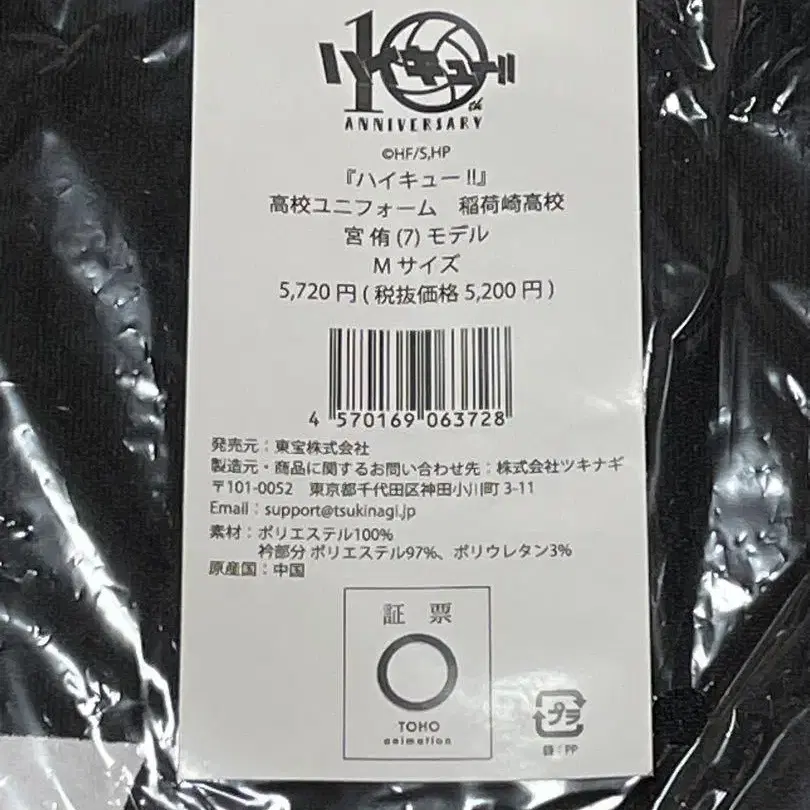 ハイキュー!!
10th
ANNIVERSARY
©HF/S,HP
『ハイキュー!!』
高校ユニフォーム 稲荷崎高校
宮 侑 (7) モデル
M サイズ
5,720 円 ( 税抜価格 5,200 円 )
4 570169 063728
発売元：東宝株式会社
製造元・商品に関するお問い合わせ先：株式会社ツキナギ
〒101-0052 東京都千代田区神田小川町 3-11
Email：support@tsukinagi.jp
素材：ポリエステル100%
衿部分 ポリエステル97%、ポリウレタン3%
原産国：中国
証 票
TOHO
animation
プラ
袋：PP